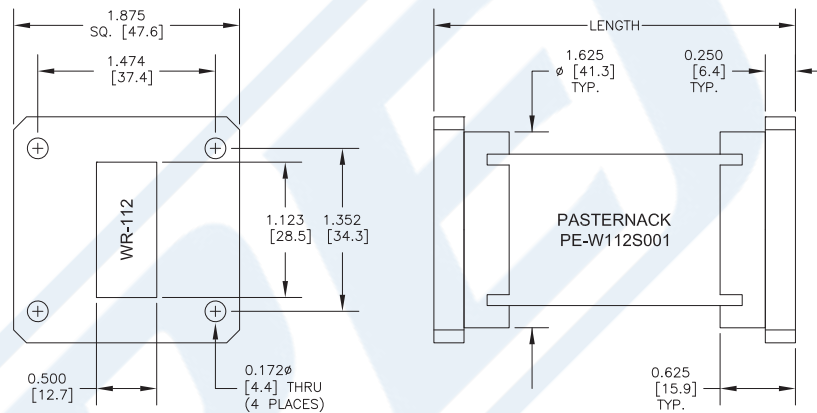 1.875
SQ. [47.6]
1.474
[37.4]
WR-112
1.123
[28.5]
1.352
[34.3]
0.500
[12.7]
0.172ø
[4.4] THRU
(4 PLACES)
LENGTH
1.625
ø [41.3]
TYP.
0.250
[6.4]
TYP.
PASTERNACK
PE-W112S001
0.625
[15.9]
TYP.